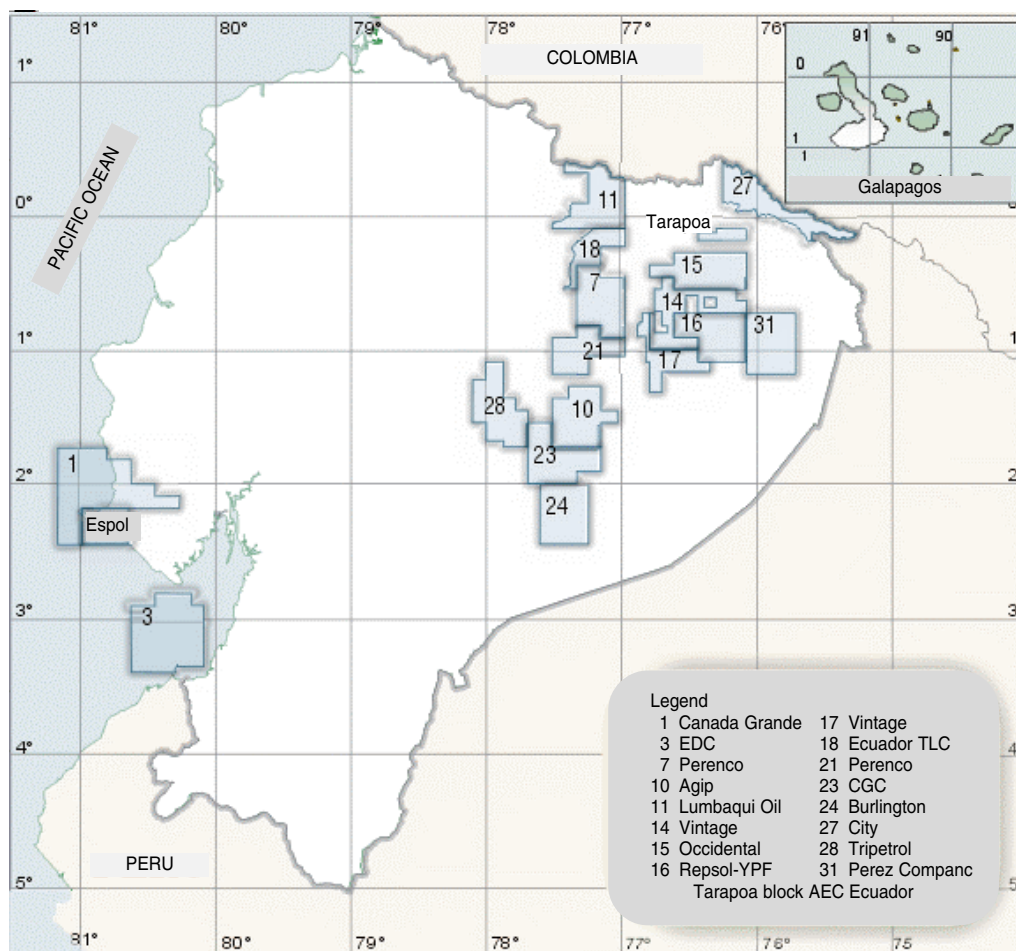 81° 80° 79° 78° 77° 76°
91 90
COLOMBIA
1°
0
1
1
Galapagos
PACIFIC OCEAN
27
11
0°
Tarapoa
18
15
7
14
16
31
1°
21
17
28
10
1
23
2°
24
Espol
3
3°
Legend
1 Canada Grande 17 Vintage
3 EDC 18 Ecuador TLC
7 Perenco 21 Perenco
10 Agip 23 CGC
11 Lumbaqui Oil 24 Burlington
14 Vintage 27 City
15 Occidental 28 Tripetrol
16 Repsol-YPF 31 Perez Companc
Tarapoa block AEC Ecuador
4°
PERU
5°
81° 80° 79° 78° 77° 76° 75°